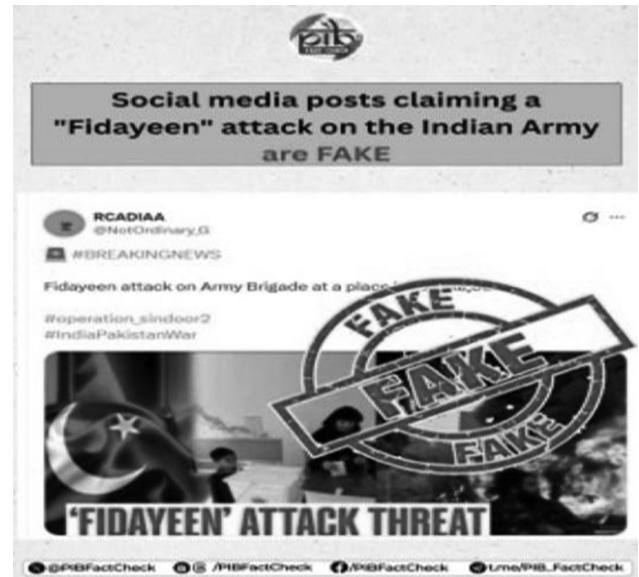 pib
FACT CHECK
Social media posts claiming a
"Fidayeen" attack on the Indian Army
are FAKE
RCADIAA
@NotOrdinary_G
#BREAKINGNEWS
Fidayeen attack on Army Brigade at a place
#operation_sindoor2
#IndiaPakistanWar
FAKE
FAKE
FAKE
'FIDAYEEN' ATTACK THREAT
@PIBFactCheck /PIBFactCheck /PIBFactCheck t.me/PIB_FactCheck